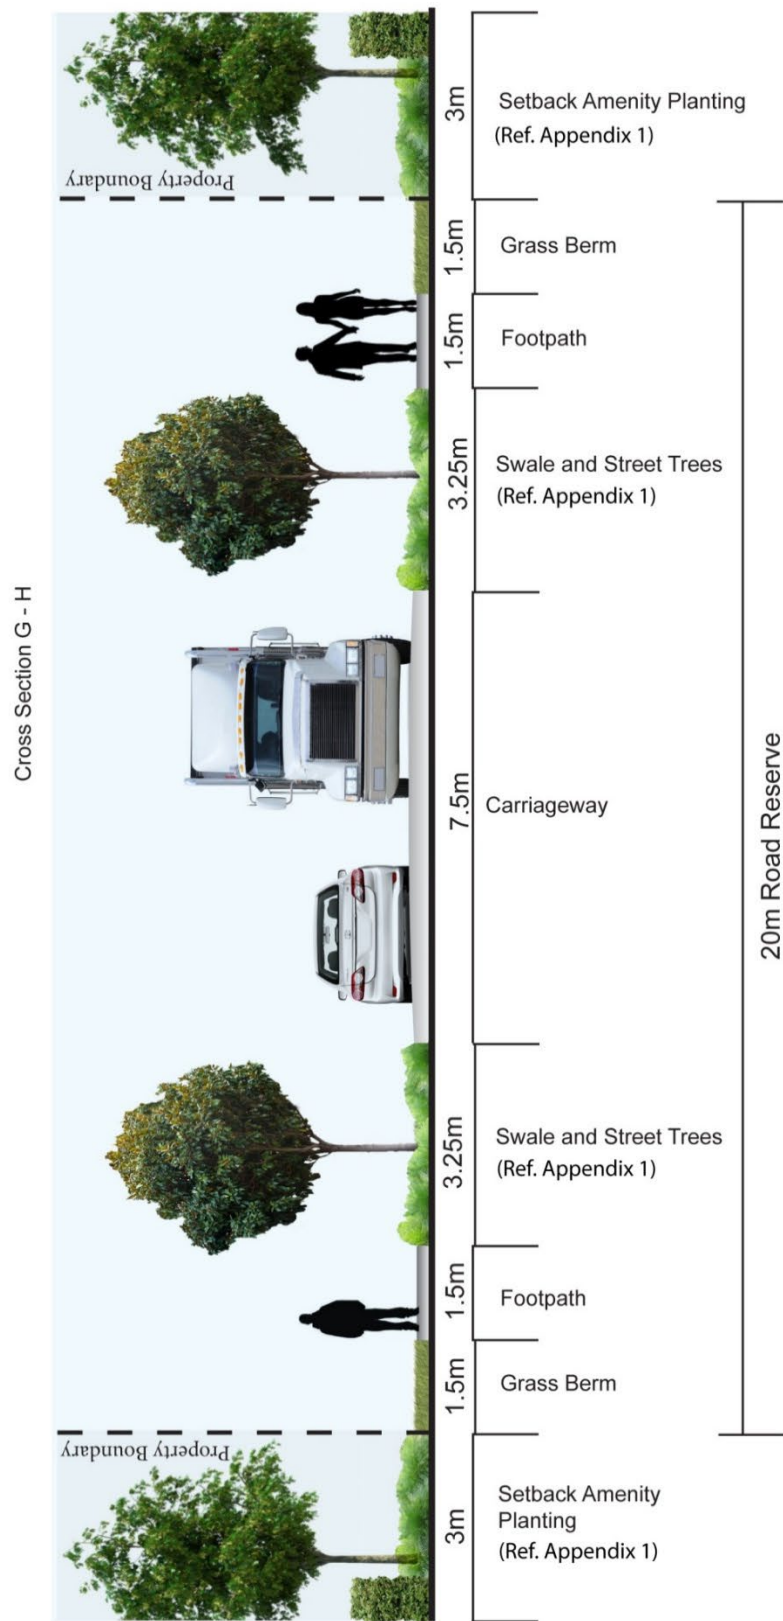 Cross Section G - H
3m
Setback Amenity Planting
(Ref. Appendix 1)
Property Boundary
1.5m
Grass Berm
1.5m
Footpath
3.25m
Swale and Street Trees
(Ref. Appendix 1)
7.5m
Carriageway
20m Road Reserve
3.25m
Swale and Street Trees
(Ref. Appendix 1)
1.5m
Footpath
1.5m
Grass Berm
Property Boundary
3m
Setback Amenity
Planting
(Ref. Appendix 1)